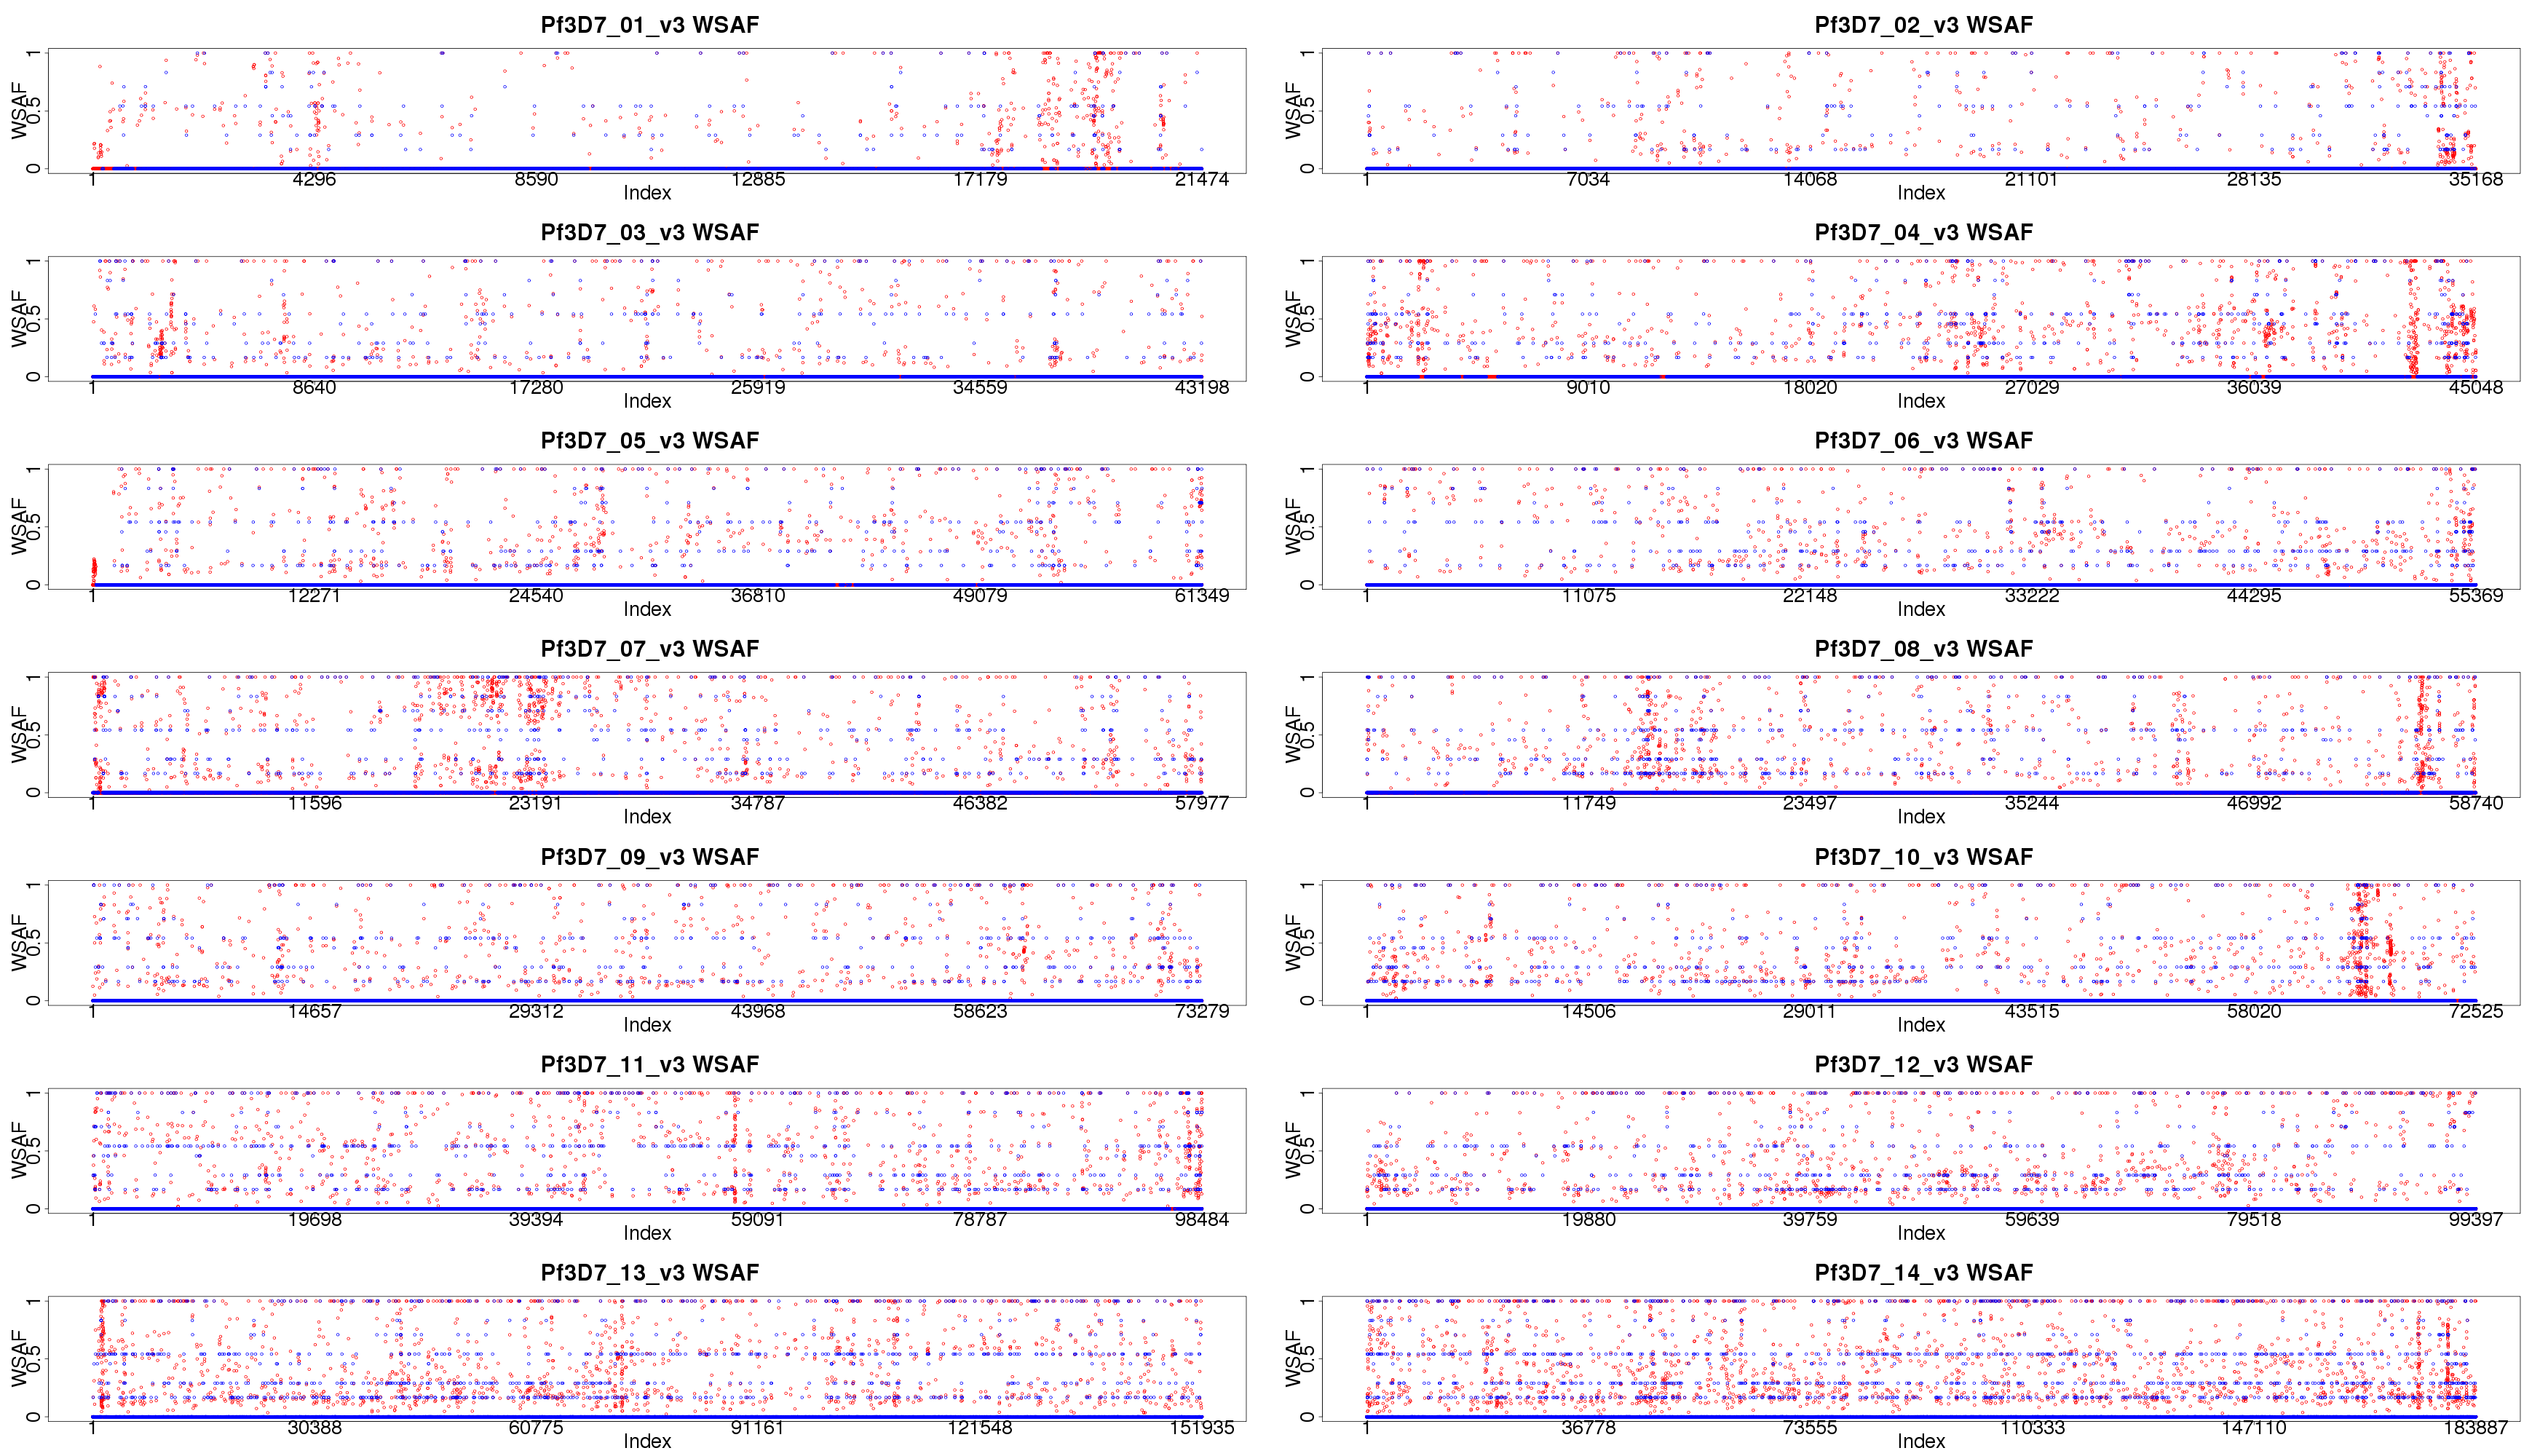 Pf3D7_01_v3 WSAF
WSAF
0 0.5 1
1 4296 8590 12885 17179 21474
Index
Pf3D7_02_v3 WSAF
WSAF
0 0.5 1
1 7034 14068 21101 28135 35168
Index
Pf3D7_03_v3 WSAF
WSAF
0 0.5 1
1 8640 17280 25919 34559 43198
Index
Pf3D7_04_v3 WSAF
WSAF
0 0.5 1
1 9010 18020 27029 36039 45048
Index
Pf3D7_05_v3 WSAF
WSAF
0 0.5 1
1 12271 24540 36810 49079 61349
Index
Pf3D7_06_v3 WSAF
WSAF
0 0.5 1
1 11075 22148 33222 44295 55369
Index
Pf3D7_07_v3 WSAF
WSAF
0 0.5 1
1 11596 23191 34787 46382 57977
Index
Pf3D7_08_v3 WSAF
WSAF
0 0.5 1
1 11749 23497 35244 46992 58740
Index
Pf3D7_09_v3 WSAF
WSAF
0 0.5 1
1 14657 29312 43968 58623 73279
Index
Pf3D7_10_v3 WSAF
WSAF
0 0.5 1
1 14506 29011 43515 58020 72525
Index
Pf3D7_11_v3 WSAF
WSAF
0 0.5 1
1 19698 39394 59091 78787 98484
Index
Pf3D7_12_v3 WSAF
WSAF
0 0.5 1
1 19880 39759 59639 79518 99397
Index
Pf3D7_13_v3 WSAF
WSAF
0 0.5 1
1 30388 60775 91161 121548 151935
Index
Pf3D7_14_v3 WSAF
WSAF
0 0.5 1
1 36778 73555 110333 147110 183887
Index